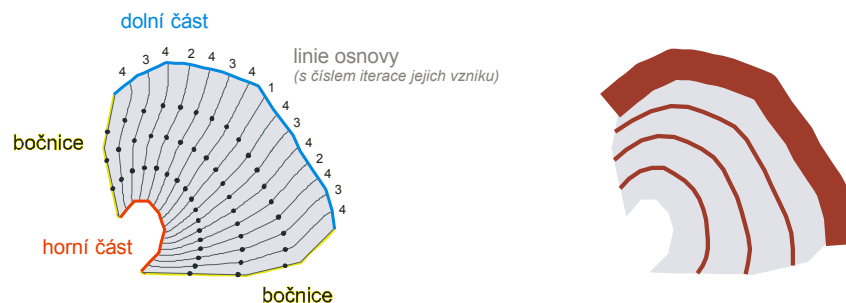 dolní část
linie osnovy
(s číslem iterace jejich vzniku)
4 3 4 2 4 3 4 1 4 3 4 2 4 3 4
bočnice
horní část
bočnice